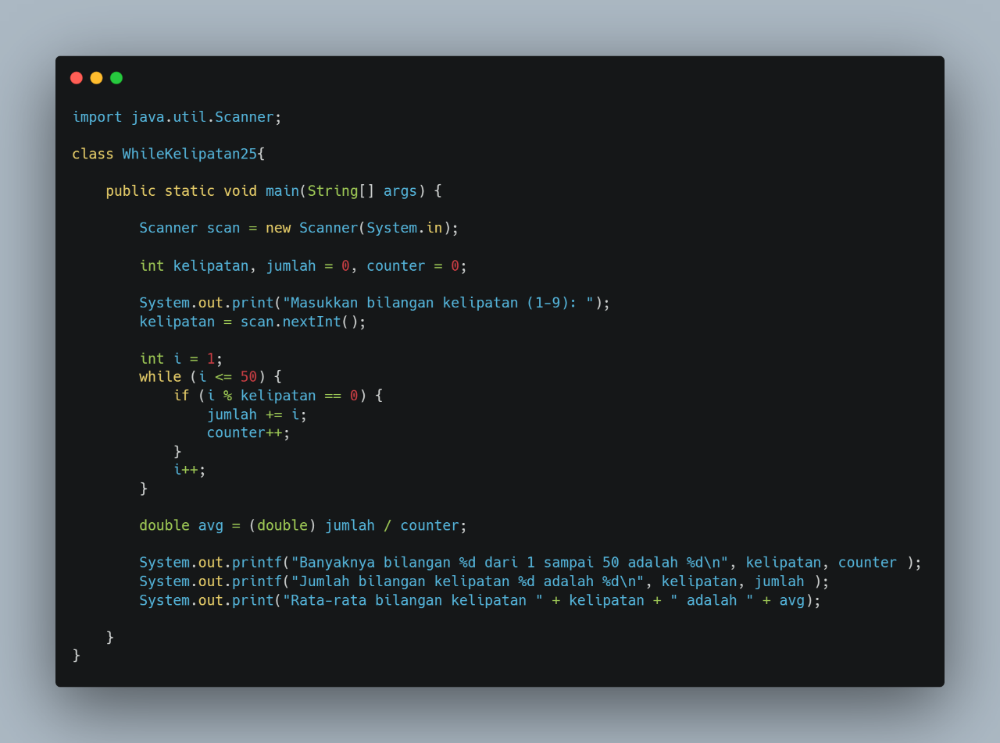 import java.util.Scanner;

class WhileKelipatan25{

    public static void main(String[] args) {

        Scanner scan = new Scanner(System.in);

        int kelipatan, jumlah = 0, counter = 0;

        System.out.print("Masukkan bilangan kelipatan (1-9): ");
        kelipatan = scan.nextInt();

        int i = 1;
        while (i <= 50) {
            if (i % kelipatan == 0) {
                jumlah += i;
                counter++;
            }
            i++;
        }

        double avg = (double) jumlah / counter;

        System.out.printf("Banyaknya bilangan %d dari 1 sampai 50 adalah %d\n", kelipatan, counter );
        System.out.printf("Jumlah bilangan kelipatan %d adalah %d\n", kelipatan, jumlah );
        System.out.print("Rata-rata bilangan kelipatan " + kelipatan + " adalah " + avg);

    }
}